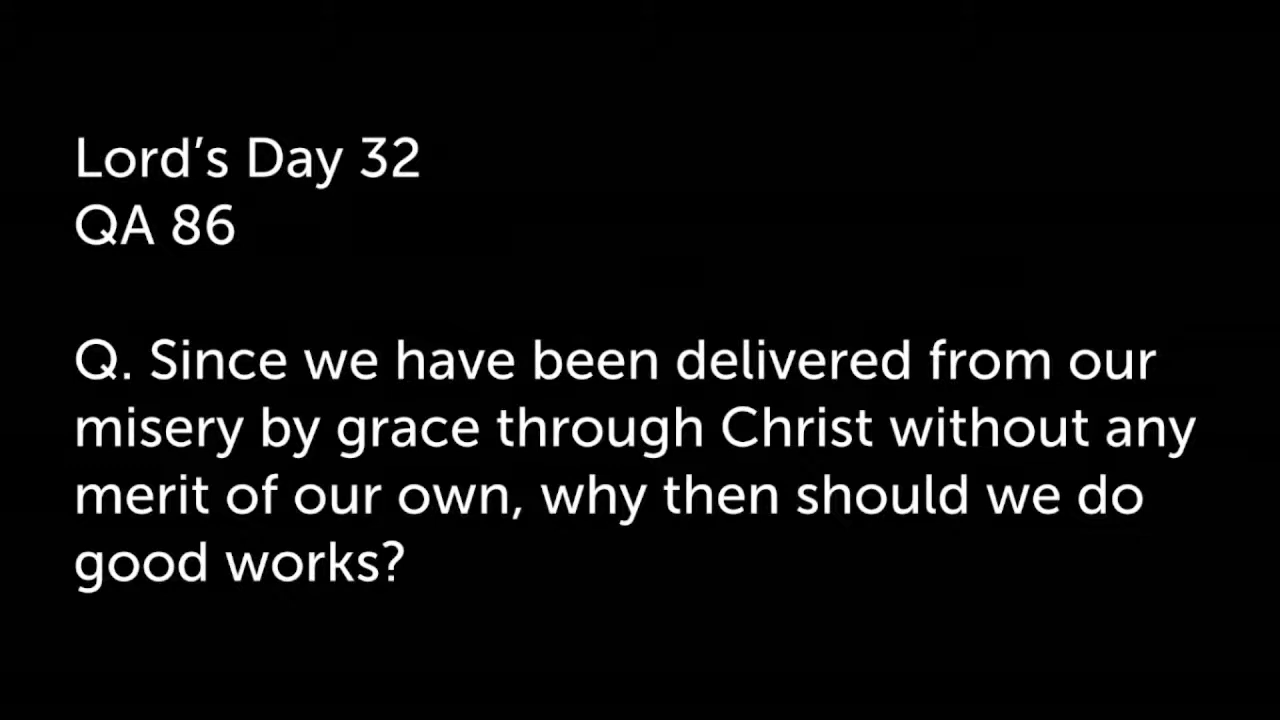 Lord’s Day 32
QA 86
Q. Since we have been delivered from our
misery by grace through Christ without any
merit of our own, why then should we do
good works?